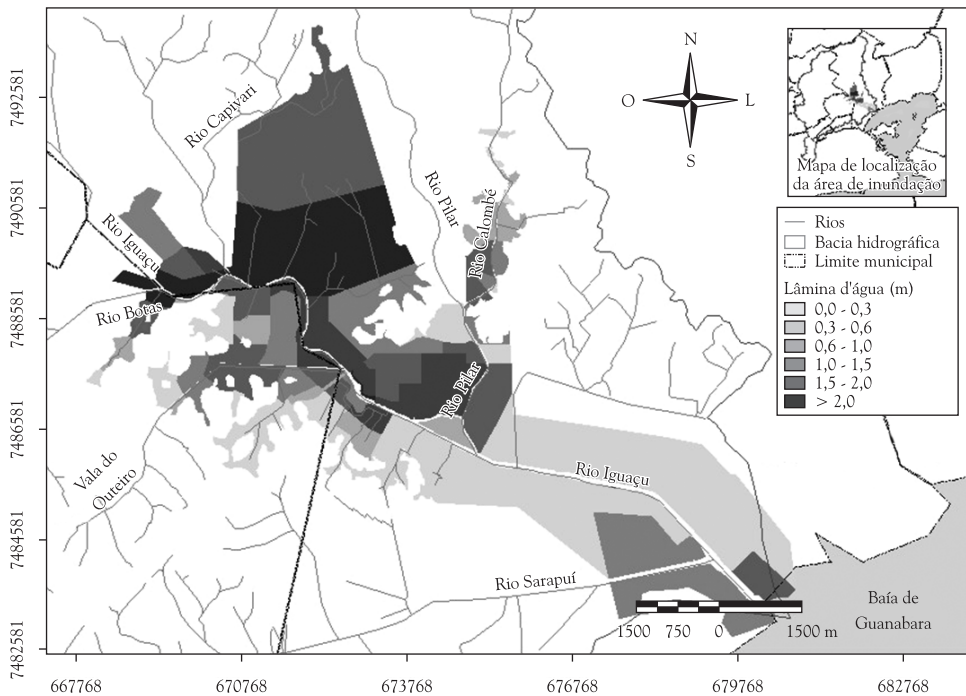 7492581
7490581
7488581
7486581
7484581
7482581
Rio Capivari
Rio Pilar
Rio Calombé
Rio Iguaçu
Rio Botas
Rio Pilar
Vala do
Outeiro
Rio Iguaçu
Rio Sarapuí
Baía de
Guanabara
N
O
L
S
Mapa de localização
da área de inundação
Rios
Bacia hidrográfica
Limite municipal
Lâmina d'água (m)
0,0 - 0,3
0,3 - 0,6
0,6 - 1,0
1,0 - 1,5
1,5 - 2,0
> 2,0
1500 750 0 1500 m
667768 670768 673768 676768 679768 682768